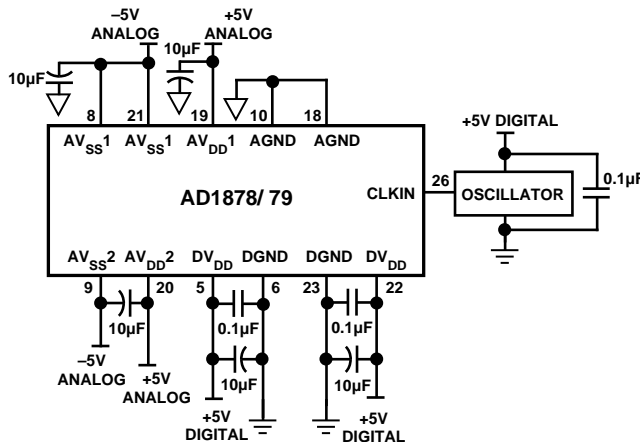 –5V
ANALOG
+5V
ANALOG
10µF
10µF
8
21
19
10
18
AVSS1
AVSS1
AVDD1
AGND
AGND
+5V DIGITAL
AD1878/ 79
CLKIN
26
OSCILLATOR
0.1µF
AVSS2
AVDD2
DVDD
DGND
DGND
DVDD
9
20
5
6
23
22
10µF
0.1µF
0.1µF
–5V
ANALOG
+5V
ANALOG
10µF
10µF
+5V
DIGITAL
+5V
DIGITAL